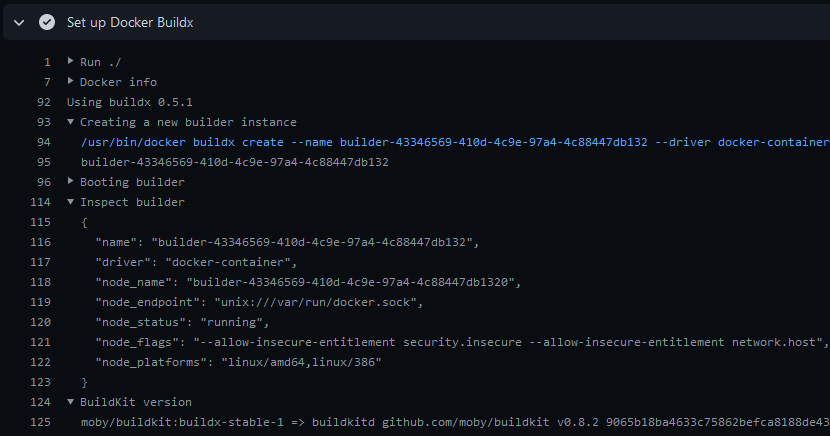 Set up Docker Buildx
1 Run ./
7 Docker info
92 Using buildx 0.5.1
93 Creating a new builder instance
94 /usr/bin/docker buildx create --name builder-43346569-410d-4c9e-97a4-4c88447db132 --driver docker-container
95 builder-43346569-410d-4c9e-97a4-4c88447db132
96 Booting builder
114 Inspect builder
115 {
116 "name": "builder-43346569-410d-4c9e-97a4-4c88447db132",
117 "driver": "docker-container",
118 "node_name": "builder-43346569-410d-4c9e-97a4-4c88447db1320",
119 "node_endpoint": "unix:///var/run/docker.sock",
120 "node_status": "running",
121 "node_flags": "--allow-insecure-entitlement security.insecure --allow-insecure-entitlement network.host",
122 "node_platforms": "linux/amd64,linux/386"
123 }
124 BuildKit version
125 moby/buildkit:buildx-stable-1 => buildkitd github.com/moby/buildkit v0.8.2 9065b18ba4633c75862befca8188de43